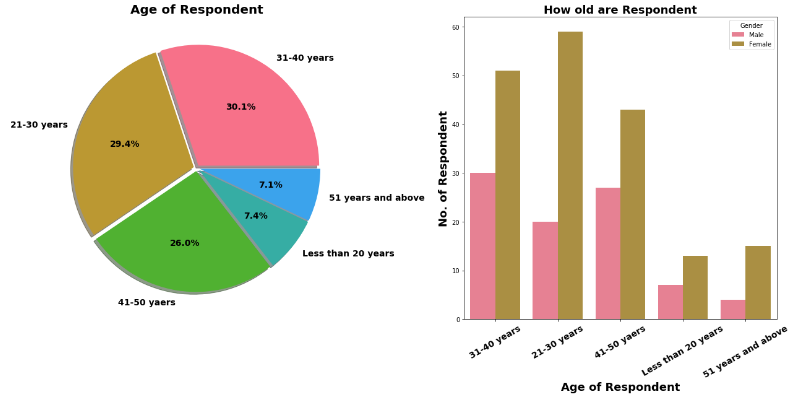 Age of Respondent
31-40 years
30.1%
21-30 years
29.4%
7.1%
51 years and above
7.4%
26.0%
Less than 20 years
41-50 yaers
How old are Respondent
Gender
Male
Female
No. of Respondent
60
50
40
30
20
10
0
31-40 years
21-30 years
41-50 yaers
Less than 20 years
51 years and above
Age of Respondent